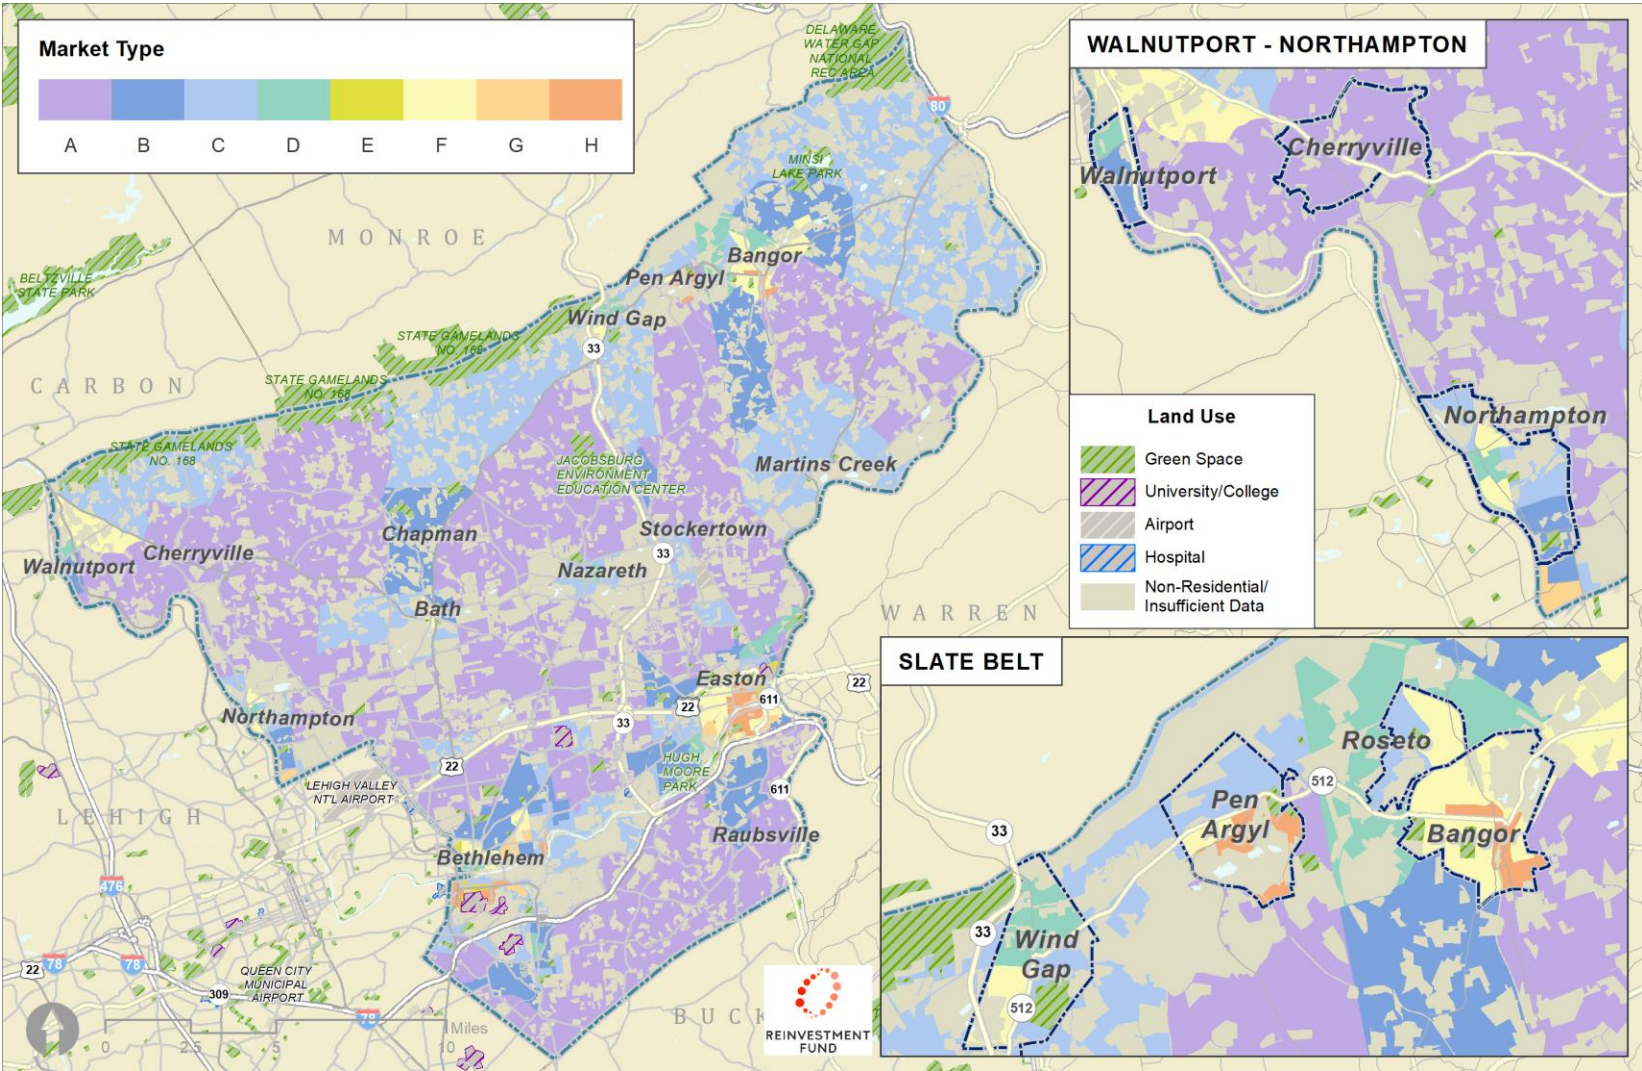 Market Type
A B C D E F G H
DELAWARE
WATER GAP
NATIONAL
REC AREA
80
MINSI
LAKE PARK
MONROE
BELTZVILLE
STATE PARK
Bangor
Pen Argyl
Wind Gap
33
STATE GAMELANDS
NO. 168
CARBON
STATE GAMELANDS
NO. 168
STATE GAMELANDS
NO. 168
JACOBSBURG
ENVIRONMENT
EDUCATION CENTER
Martins Creek
Chapman
Stockertown
33
Cherryville
Walnutport
Nazareth
Bath
WARREN
Easton
611
22
22
Northampton
33
22
HUGH
MOORE
PARK
LEHIGH VALLEY
NT'L AIRPORT
611
LEHIGH
Raubsville
Bethlehem
476
78
78
22
QUEEN CITY
MUNICIPAL
AIRPORT
309
78
BUCK
Miles
0 2.5 5 10
REINVESTMENT
FUND
WALNUTPORT - NORTHAMPTON
Cherryville
Walnutport
Northampton
Land Use
Green Space
University/College
Airport
Hospital
Non-Residential/
Insufficient Data
SLATE BELT
Roseto
512
Pen
Argyl
Bangor
33
33
Wind
Gap
512